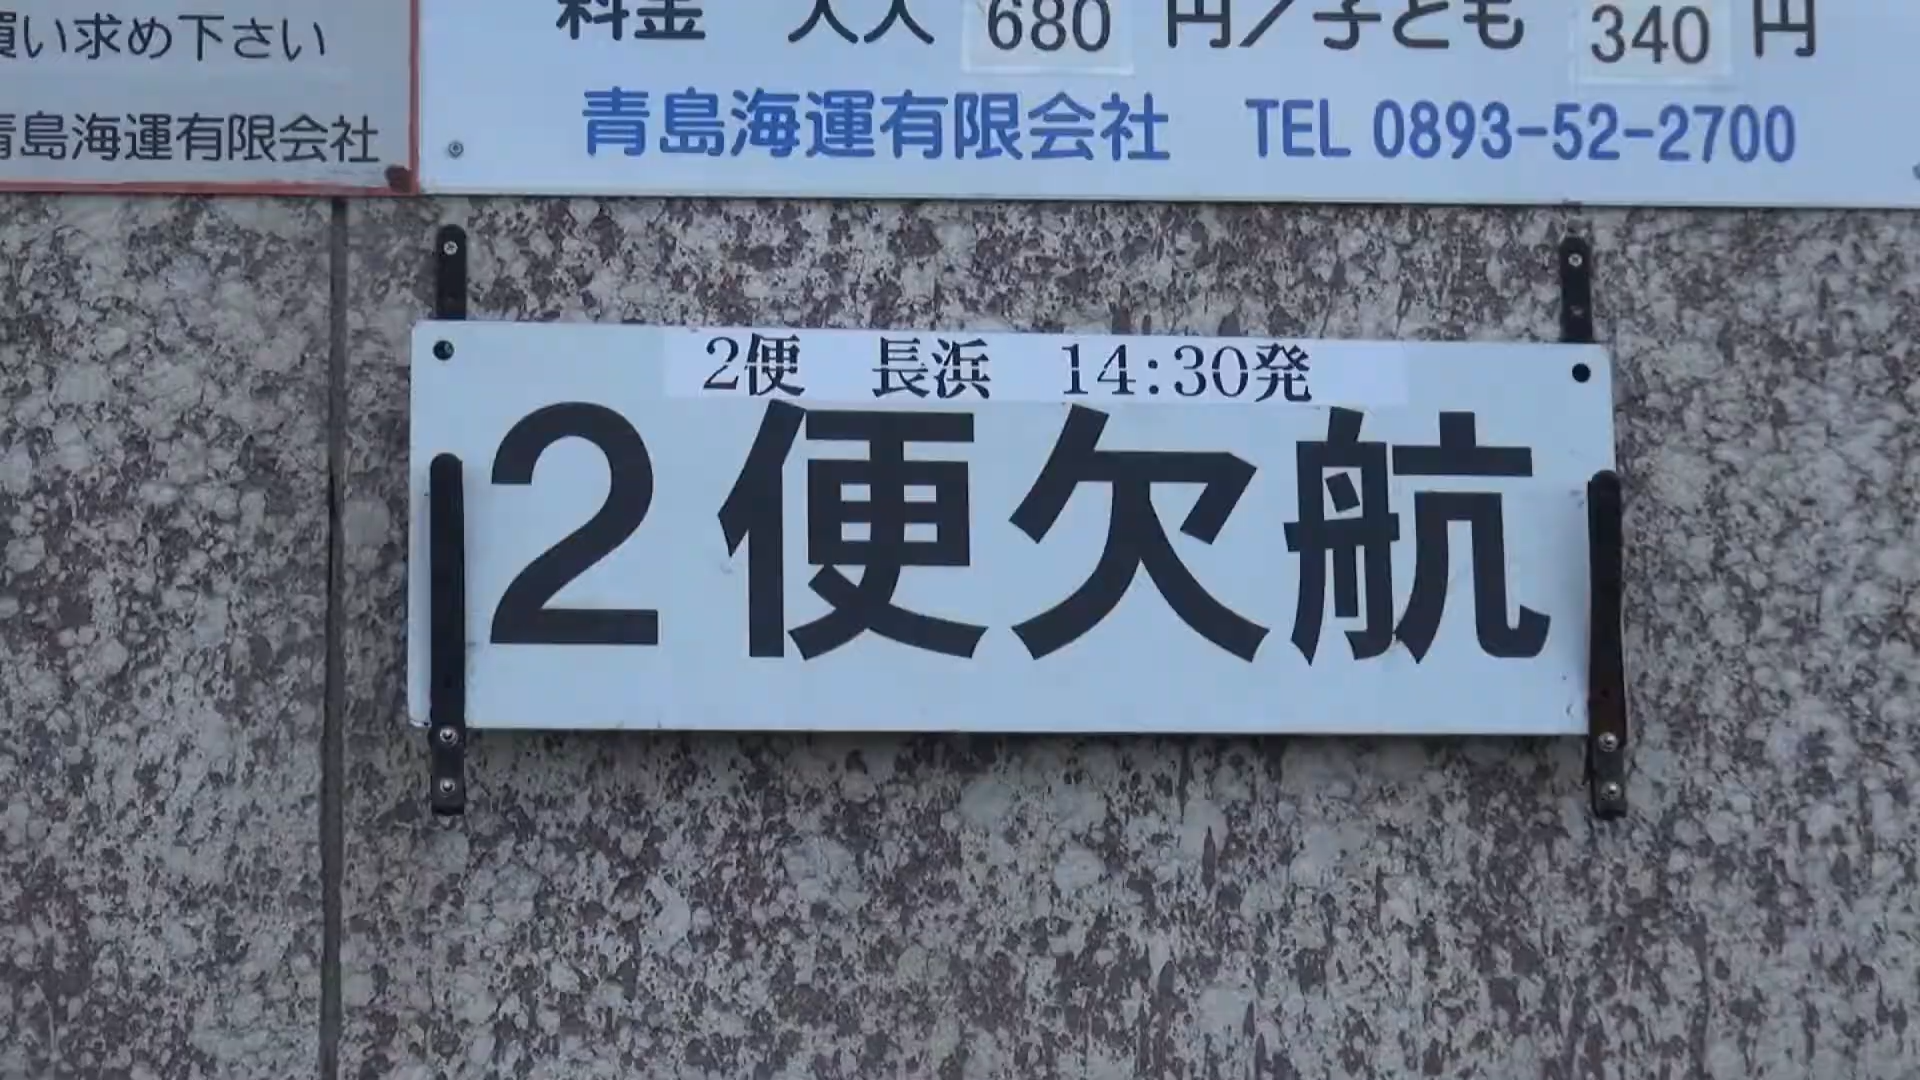 買い求め下さい
青島海運有限会社
料金 大人 680 円／子ども 340 円
青島海運有限会社 TEL 0893-52-2700
2便 長浜 14:30発
2便欠航